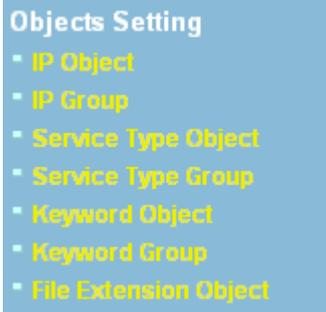 Objects Setting
IP Object
IP Group
Service Type Object
Service Type Group
Keyword Object
Keyword Group
File Extension Object